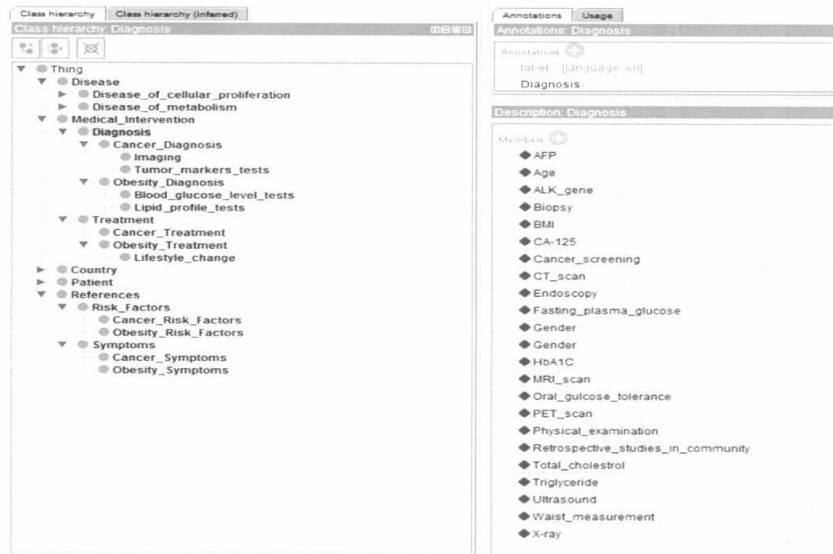 Class hierarchy
Class hierarchy (inferred)
Class hierarchy: Diagnosis
Thing
Disease
Disease_of_cellular_proliferation
Disease_of_metabolism
Medical_Intervention
Diagnosis
Cancer_Diagnosis
Imaging
Tumor_markers_tests
Obesity_Diagnosis
Blood_glucose_level_tests
Lipid_profile_tests
Treatment
Cancer_Treatment
Obesity_Treatment
Lifestyle_change
Country
Patient
References
Risk_Factors
Cancer_Risk_Factors
Obesity_Risk_Factors
Symptoms
Cancer_Symptoms
Obesity_Symptoms
Annotations
Usage
Annotations: Diagnosis
Annotations
label [language: en]
Diagnosis
Description: Diagnosis
Members
AFP
Age
ALK_gene
Biopsy
BMI
CA-125
Cancer_screening
CT_scan
Endoscopy
Fasting_plasma_glucose
Gender
Gender
HbA1C
MRI_scan
Oral_gulcose_tolerance
PET_scan
Physical_examination
Retrospective_studies_in_community
Total_cholestrol
Triglyceride
Ultrasound
Waist_measurement
X-ray